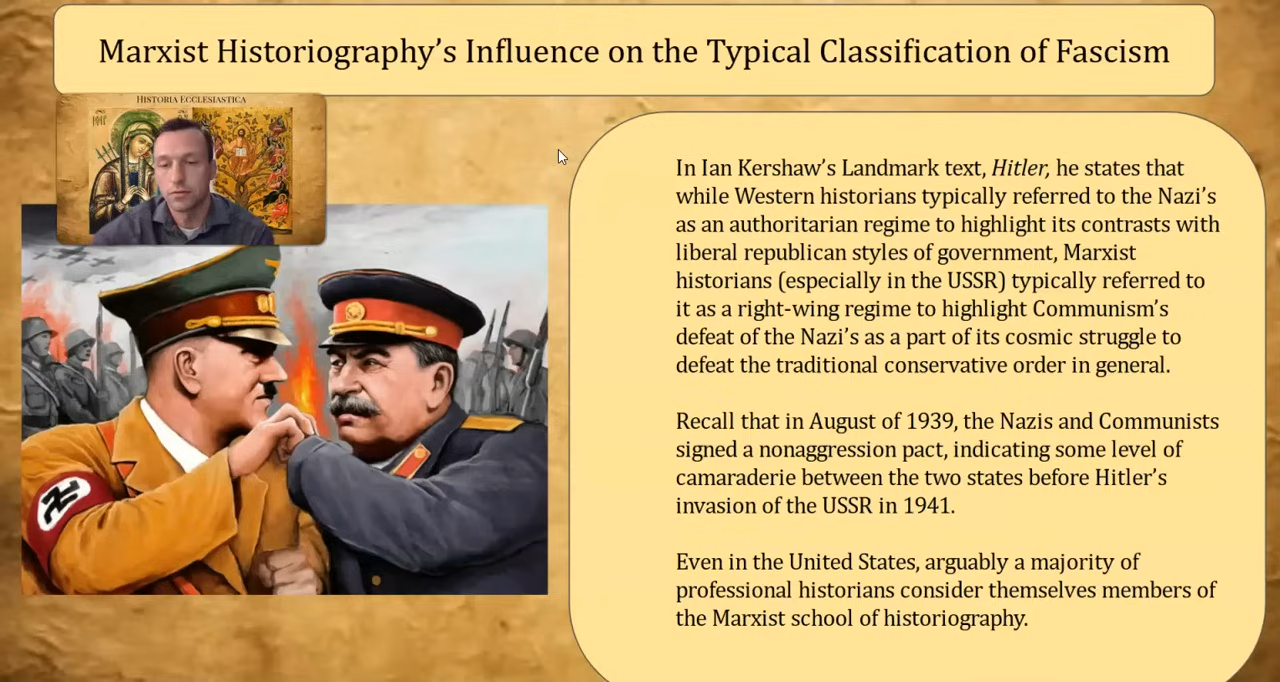 Marxist Historiography’s Influence on the Typical Classification of Fascism
HISTORIA ECCLESIASTICA
In Ian Kershaw’s Landmark text, Hitler, he states that
while Western historians typically referred to the Nazi’s
as an authoritarian regime to highlight its contrasts with
liberal republican styles of government, Marxist
historians (especially in the USSR) typically referred to
it as a right-wing regime to highlight Communism’s
defeat of the Nazi’s as a part of its cosmic struggle to
defeat the traditional conservative order in general.
Recall that in August of 1939, the Nazis and Communists
signed a nonaggression pact, indicating some level of
camaraderie between the two states before Hitler’s
invasion of the USSR in 1941.
Even in the United States, arguably a majority of
professional historians consider themselves members of
the Marxist school of historiography.